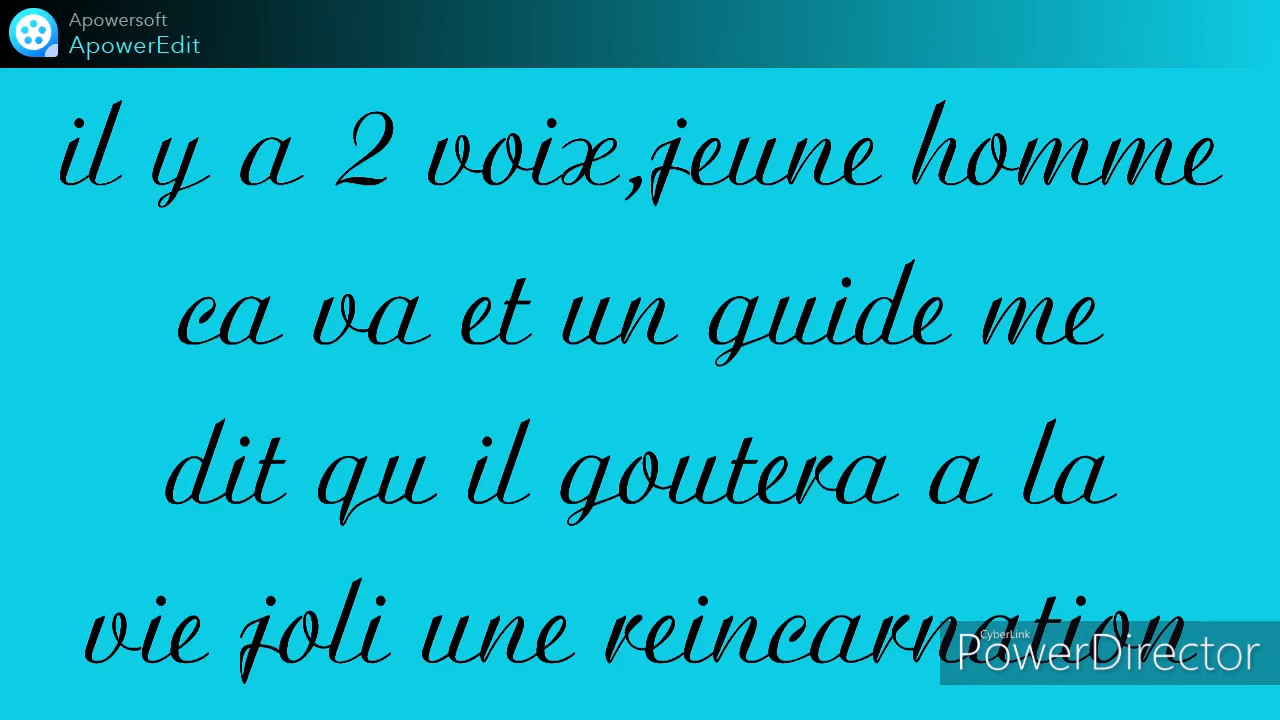 Apowersoft
ApowerEdit
il y a 2 voix,jeune homme
ca va et un guide me
dit qu il goutera a la
vie joli une reincarnation
CyberLink
PowerDirector